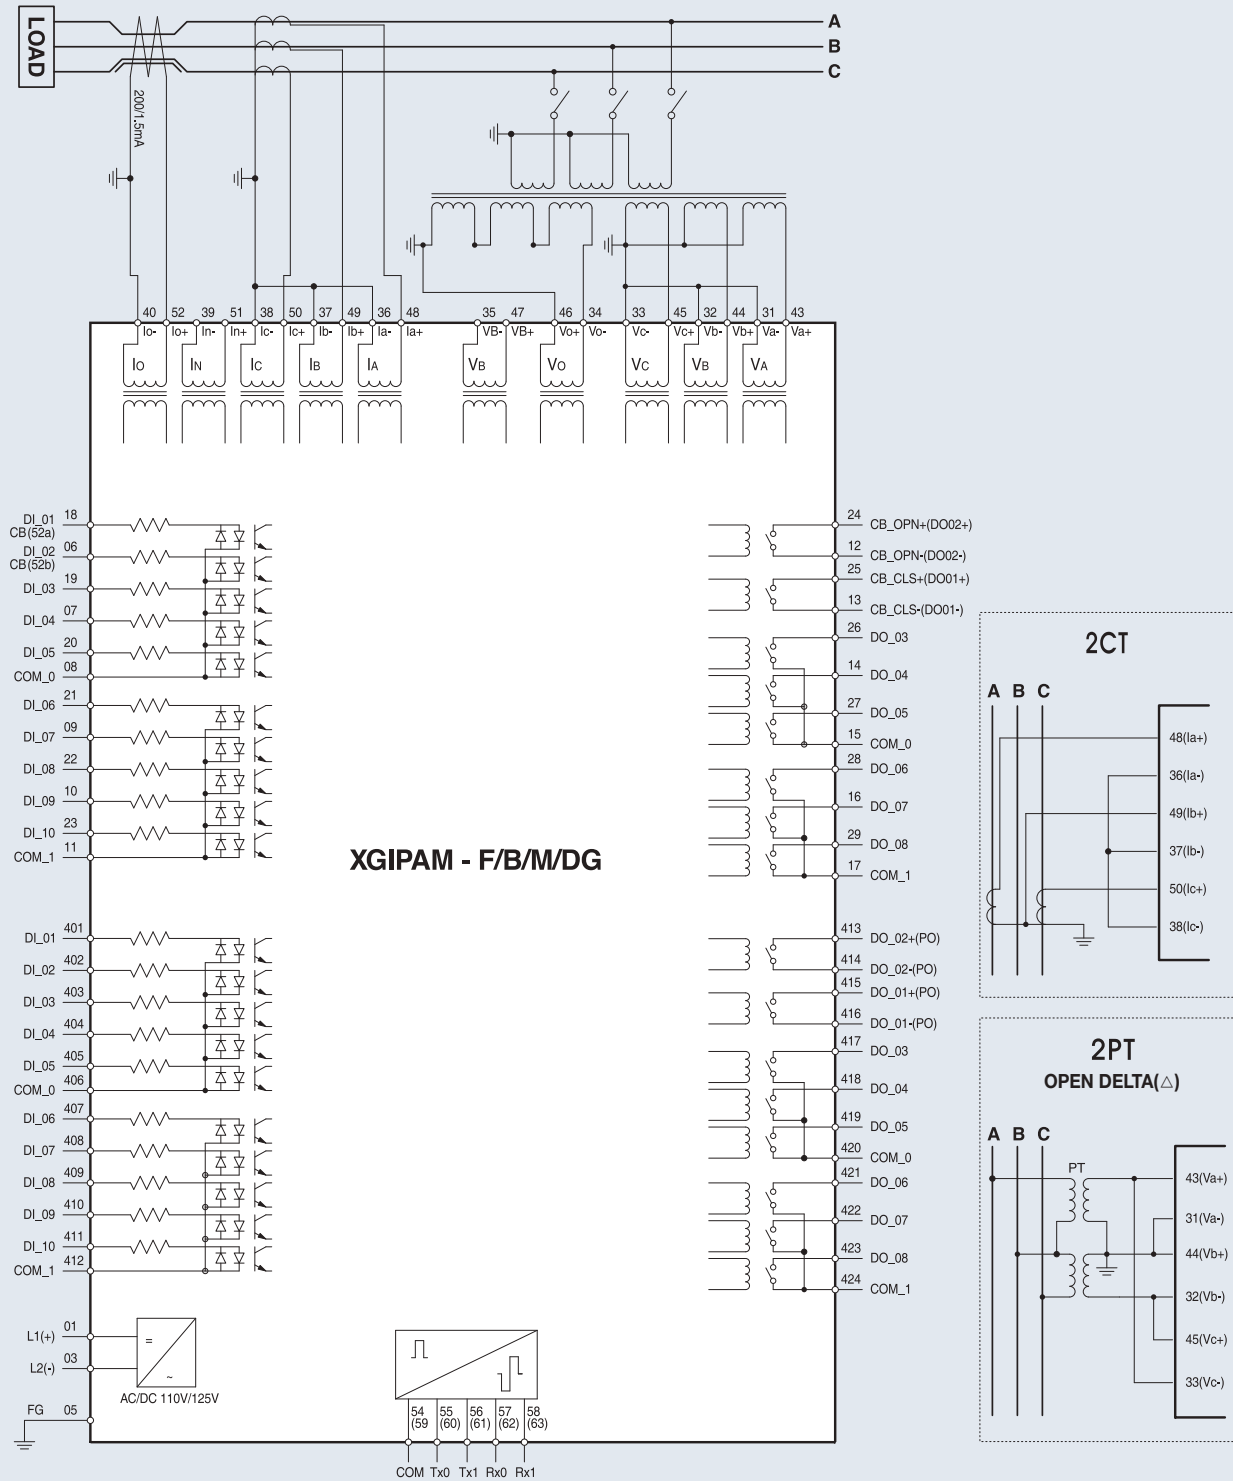 LOAD
A
B
C
200/1.5mA
40 52 39 51 38 50 37 49 36 48 35 47 46 34 33 45 32 44 31 43
Io- Io+ In- In+ Ic- Ic+ Ib- Ib+ Ia- Ia+ VB- VB+ Vo+ Vo- Vc- Vc+ Vb- Vb+ Va- Va+
IO IN IC IB IA VB VO VC VB VA
DI_01 18
CB(52a)
DI_02 06
CB(52b)
DI_03 19
DI_04 07
DI_05 20
COM_0 08
DI_06 21
DI_07 09
DI_08 22
DI_09 10
DI_10 23
COM_1 11
24 CB_OPN+(DO02+)
12 CB_OPN-(DO02-)
25 CB_CLS+(DO01+)
13 CB_CLS-(DO01-)
26 DO_03
14 DO_04
27 DO_05
15 COM_0
28 DO_06
16 DO_07
29 DO_08
17 COM_1
XGIPAM - F/B/M/DG
DI_01 401
DI_02 402
DI_03 403
DI_04 404
DI_05 405
COM_0 406
DI_06 407
DI_07 408
DI_08 409
DI_09 410
DI_10 411
COM_1 412
413 DO_02+(PO)
414 DO_02-(PO)
415 DO_01+(PO)
416 DO_01-(PO)
417 DO_03
418 DO_04
419 DO_05
420 COM_0
421 DO_06
422 DO_07
423 DO_08
424 COM_1
L1(+) 01
L2(-) 03
=
~
AC/DC 110V/125V
FG 05
54 55 56 57 58
(59 (60) (61) (62) (63)
COM Tx0 Tx1 Rx0 Rx1
2CT
A B C
48(Ia+)
36(Ia-)
49(Ib+)
37(Ib-)
50(Ic+)
38(Ic-)
2PT
OPEN DELTA(△)
A B C
PT
43(Va+)
31(Va-)
44(Vb+)
32(Vb-)
45(Vc+)
33(Vc-)